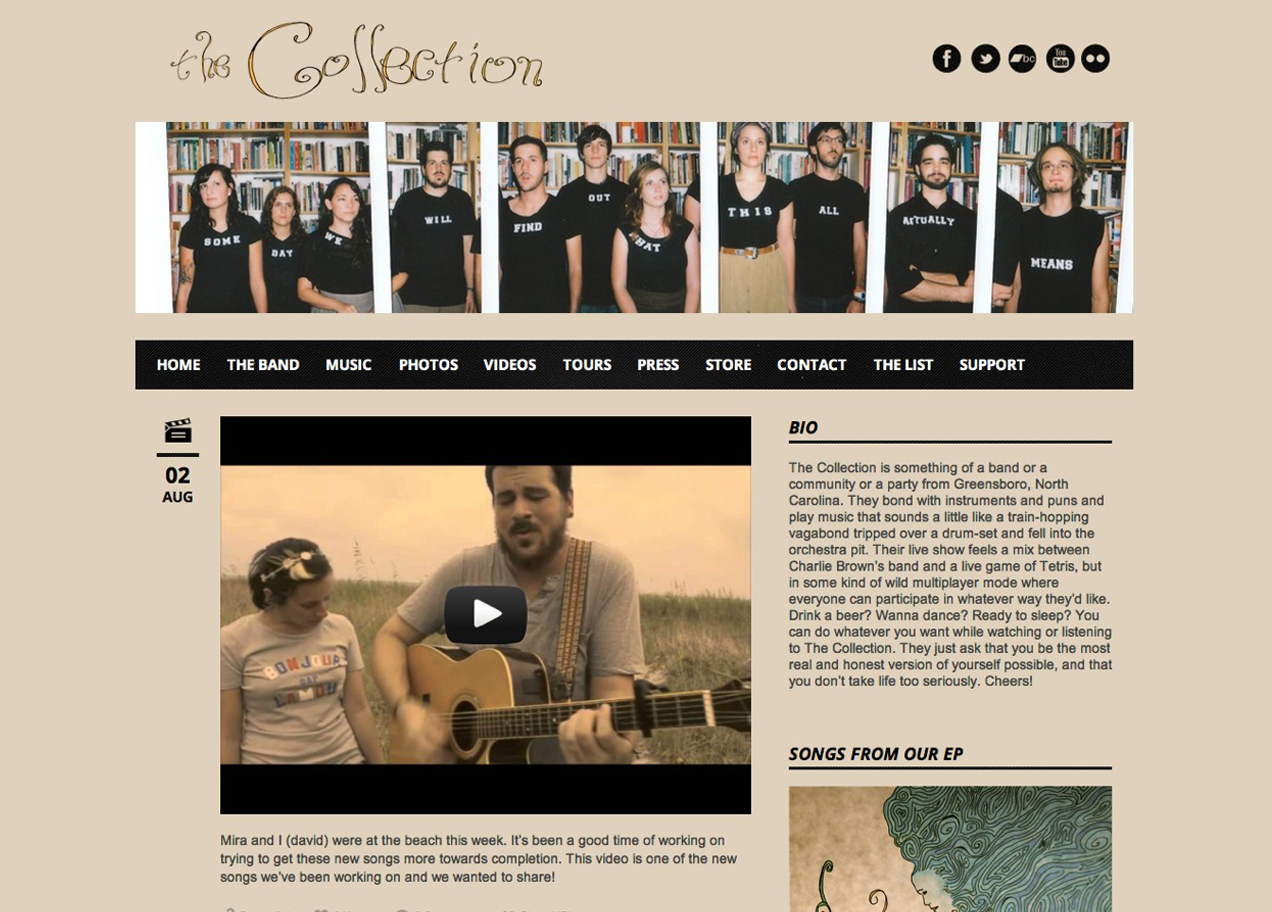 the Collection
f
bc
You
Tube
SOME
DAY
WE
WILL
FIND
OUT
WHAT
THIS
ALL
ACTUALLY
MEANS
HOME THE BAND MUSIC PHOTOS VIDEOS TOURS PRESS STORE CONTACT THE LIST SUPPORT
02
AUG
BONJOUR
BIO
The Collection is something of a band or a
community or a party from Greensboro, North
Carolina. They bond with instruments and puns and
play music that sounds a little like a train-hopping
vagabond tripped over a drum-set and fell into the
orchestra pit. Their live show feels a mix between
Charlie Brown's band and a live game of Tetris, but
in some kind of wild multiplayer mode where
everyone can participate in whatever way they'd like.
Drink a beer? Wanna dance? Ready to sleep? You
can do whatever you want while watching or listening
to The Collection. They just ask that you be the most
real and honest version of yourself possible, and that
you don't take life too seriously. Cheers!
SONGS FROM OUR EP
Mira and I (david) were at the beach this week. It's been a good time of working on
trying to get these new songs more towards completion. This video is one of the new
songs we've been working on and we wanted to share!